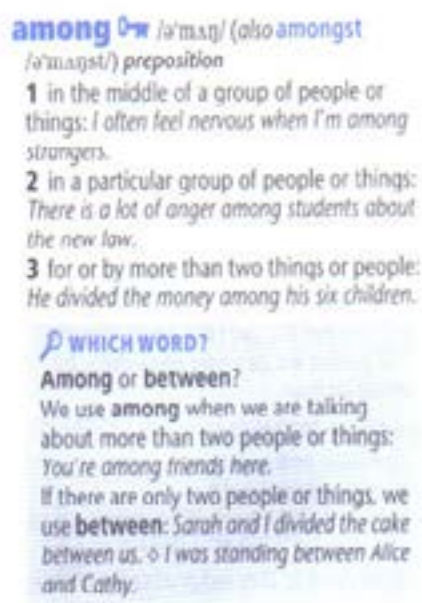 among /əˈmʌŋ/ (also amongst
/əˈmʌŋst/) preposition
1 in the middle of a group of people or
things: I often feel nervous when I'm among
strangers.
2 in a particular group of people or things:
There is a lot of anger among students about
the new law.
3 for or by more than two things or people:
He divided the money among his six children.
WHICH WORD?
Among or between?
We use among when we are talking
about more than two people or things:
You're among friends here.
If there are only two people or things, we
use between: Sarah and I divided the cake
between us. ◇ I was standing between Alice
and Cathy.